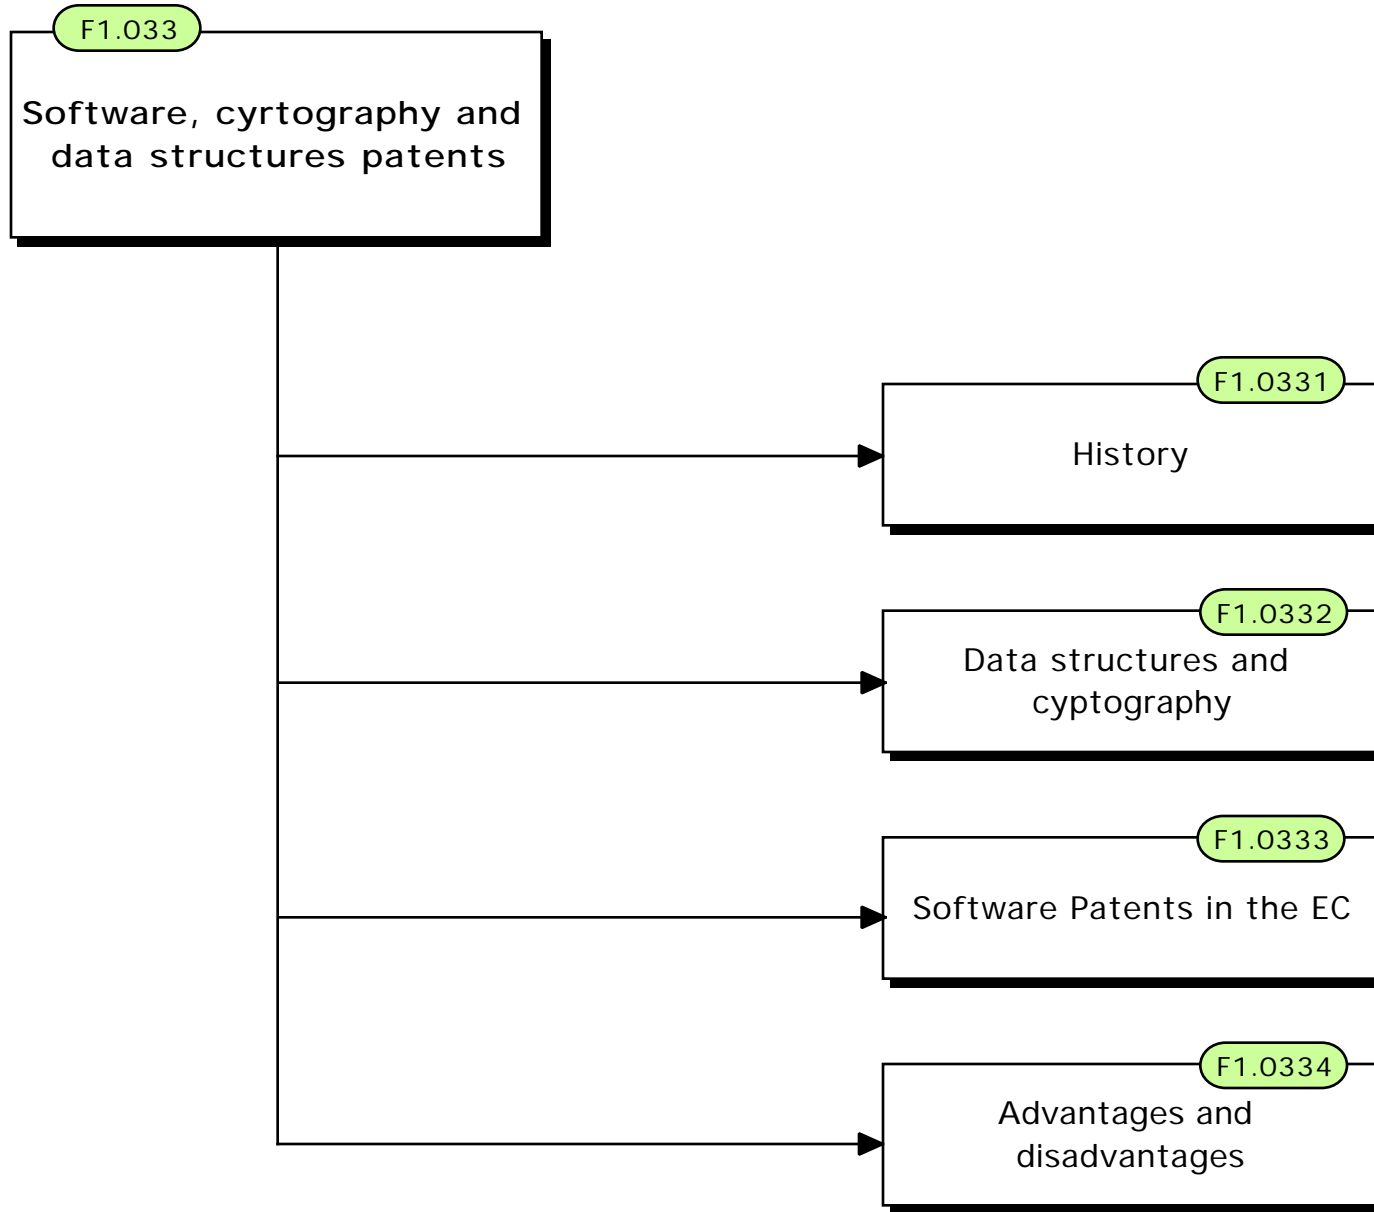 F1.033
Software, cyrtography and
data structures patents
F1.0331
History
F1.0332
Data structures and
cyptography
F1.0333
Software Patents in the EC
F1.0334
Advantages and
disadvantages